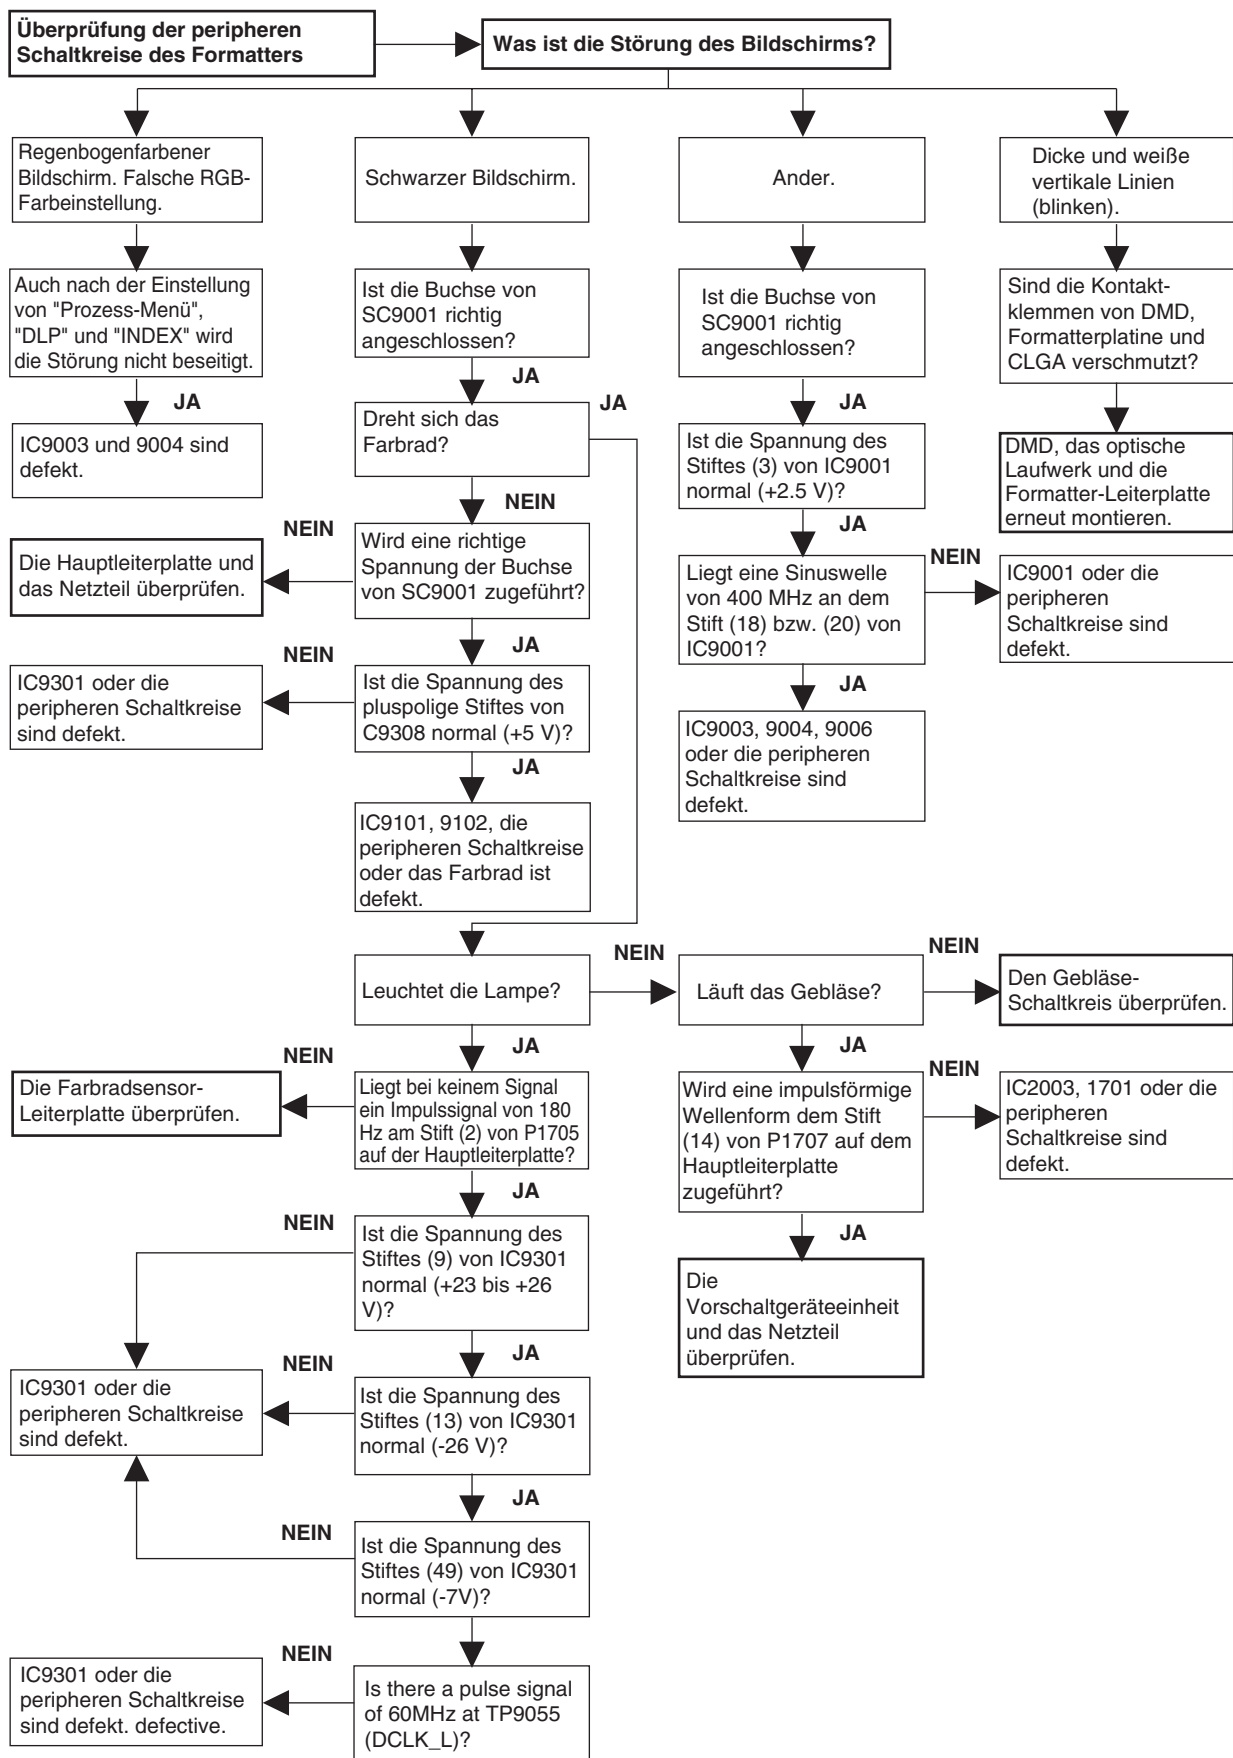 Überprüfung der peripheren
Schaltkreise des Formatters
Was ist die Störung des Bildschirms?
Regenbogenfarbener
Bildschirm. Falsche RGB-
Farbeinstellung.
Schwarzer Bildschirm.
Ander.
Dicke und weiße
vertikale Linien
(blinken).
Auch nach der Einstellung
von "Prozess-Menü",
"DLP" und "INDEX" wird
die Störung nicht beseitigt.
Ist die Buchse von
SC9001 richtig
angeschlossen?
Ist die Buchse von
SC9001 richtig
angeschlossen?
Sind die Kontakt-
klemmen von DMD,
Formatterplatine und
CLGA verschmutzt?
JA
JA
JA
JA
IC9003 und 9004 sind
defekt.
Dreht sich das
Farbrad?
Ist die Spannung des
Stiftes (3) von IC9001
normal (+2.5 V)?
DMD, das optische
Laufwerk und die
Formatter-Leiterplatte
erneut montieren.
NEIN
NEIN
JA
Die Hauptleiterplatte und
das Netzteil überprüfen.
Wird eine richtige
Spannung der Buchse
von SC9001 zugeführt?
Liegt eine Sinuswelle
von 400 MHz an dem
Stift (18) bzw. (20) von
IC9001?
NEIN
IC9001 oder die
peripheren
Schaltkreise sind
defekt.
NEIN
JA
JA
IC9301 oder die
peripheren Schaltkreise
sind defekt.
Ist die Spannung des
pluspolige Stiftes von
C9308 normal (+5 V)?
IC9003, 9004, 9006
oder die peripheren
Schaltkreise sind
defekt.
JA
IC9101, 9102, die
peripheren Schaltkreise
oder das Farbrad ist
defekt.
Leuchtet die Lampe?
NEIN
Läuft das Gebläse?
NEIN
Den Gebläse-
Schaltkreis überprüfen.
NEIN
JA
JA
NEIN
Die Farbradsensor-
Leiterplatte überprüfen.
Liegt bei keinem Signal
ein Impulssignal von 180
Hz am Stift (2) von P1705
auf der Hauptleiterplatte?
Wird eine impulsförmige
Wellenform dem Stift
(14) von P1707 auf dem
Hauptleiterplatte
zugeführt?
IC2003, 1701 oder die
peripheren
Schaltkreise sind
defekt.
JA
NEIN
Ist die Spannung des
Stiftes (9) von IC9301
normal (+23 bis +26
V)?
JA
Die
Vorschaltgeräteeinheit
und das Netzteil
überprüfen.
NEIN
JA
IC9301 oder die
peripheren Schaltkreise
sind defekt.
Ist die Spannung des
Stiftes (13) von IC9301
normal (-26 V)?
JA
NEIN
Ist die Spannung des
Stiftes (49) von IC9301
normal (-7V)?
NEIN
IC9301 oder die
peripheren Schaltkreise
sind defekt. defective.
Is there a pulse signal
of 60MHz at TP9055
(DCLK_L)?